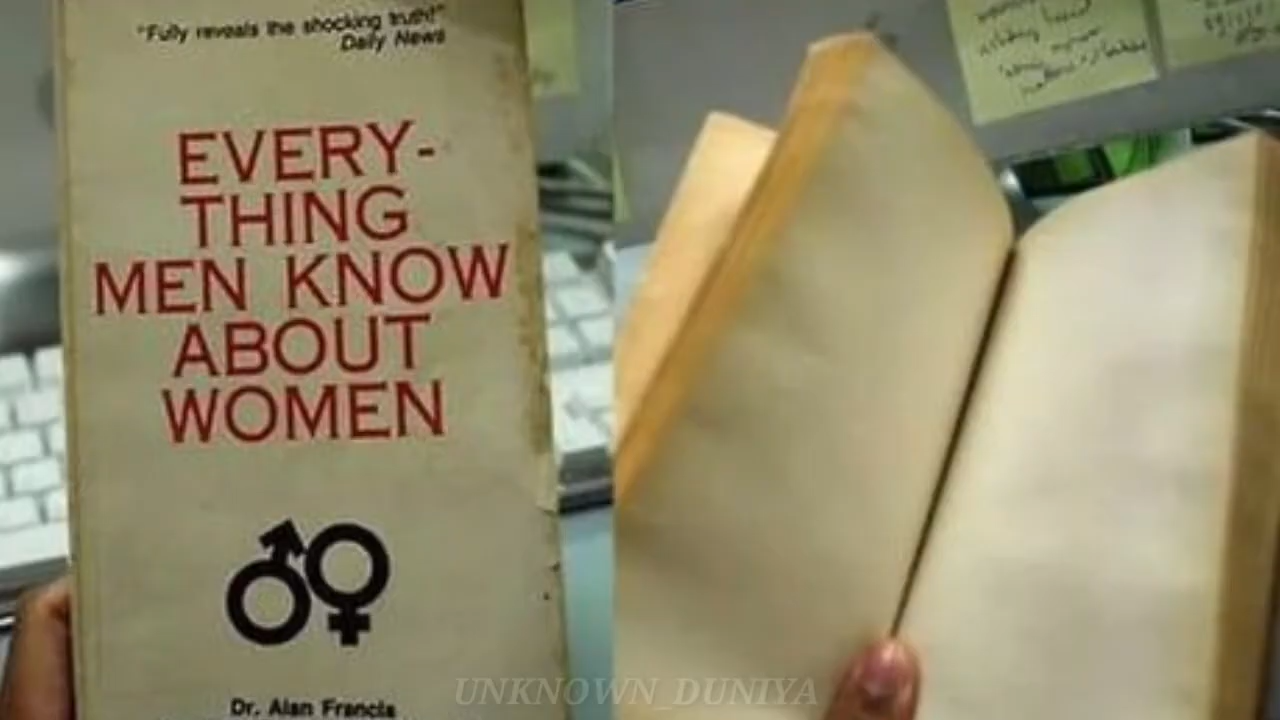 "Fully reveals the shocking truth!"
Daily News
EVERY-
THING
MEN KNOW
ABOUT
WOMEN
Dr. Alan Francis
UNKNOWN_DUNIYA